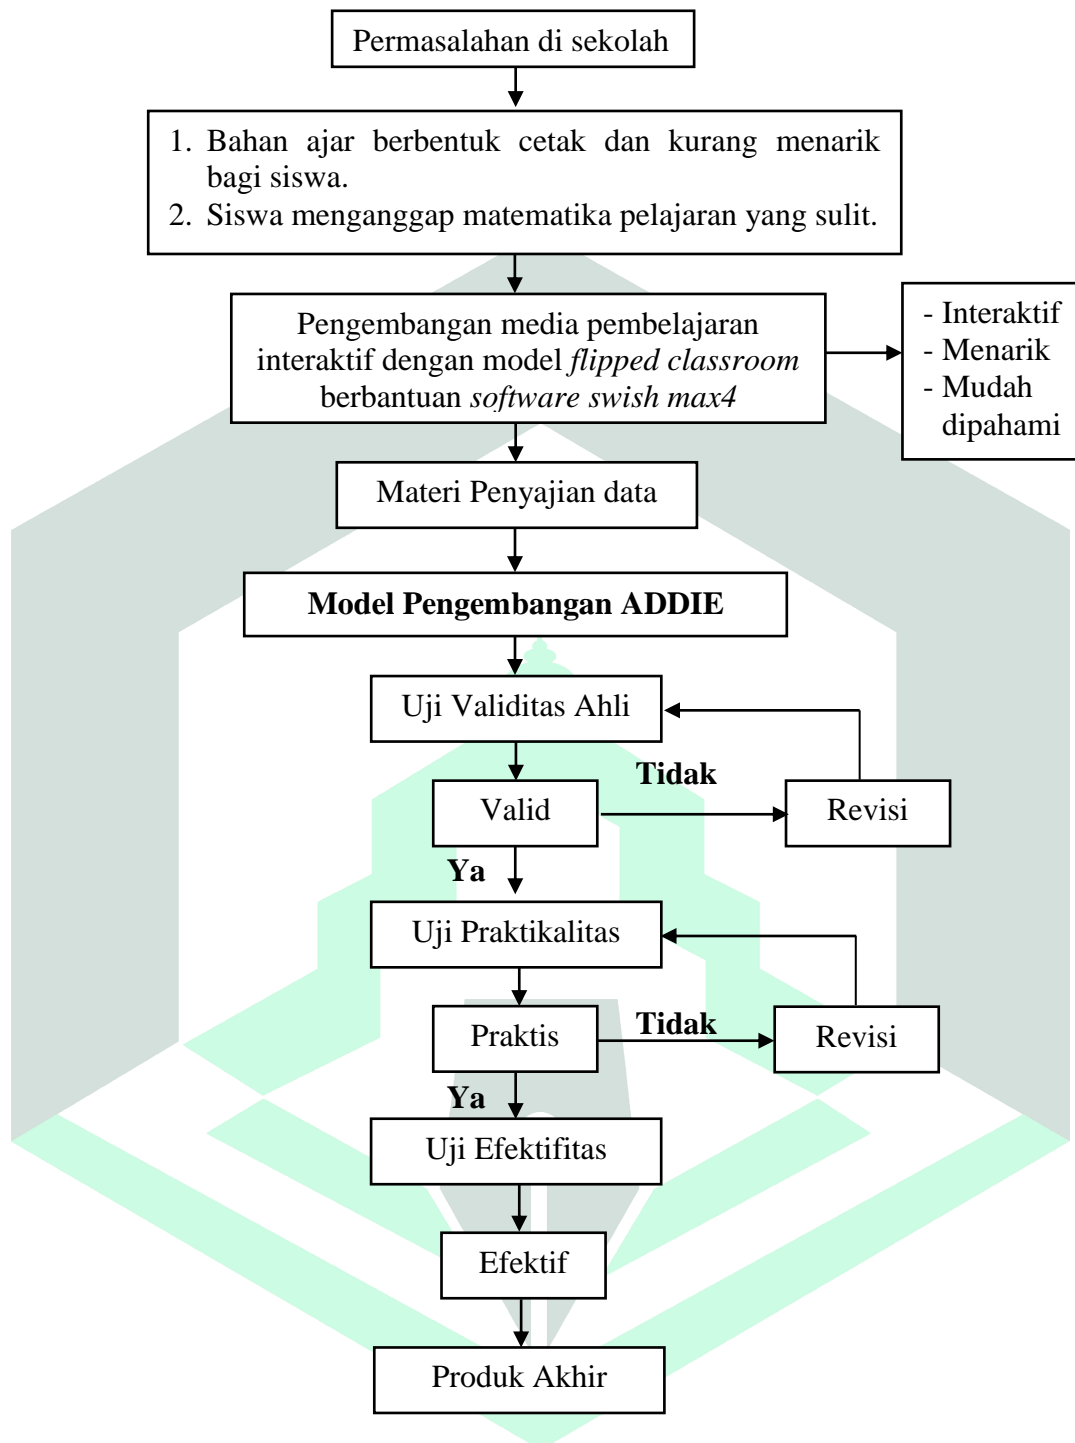 Permasalahan di sekolah
1. Bahan ajar berbentuk cetak dan kurang menarik
bagi siswa.
2. Siswa menganggap matematika pelajaran yang sulit.
Pengembangan media pembelajaran
interaktif dengan model flipped classroom
berbantuan software swish max4
- Interaktif
- Menarik
- Mudah
dipahami
Materi Penyajian data
Model Pengembangan ADDIE
Uji Validitas Ahli
Tidak
Valid
Revisi
Ya
Uji Praktikalitas
Tidak
Praktis
Revisi
Ya
Uji Efektifitas
Efektif
Produk Akhir